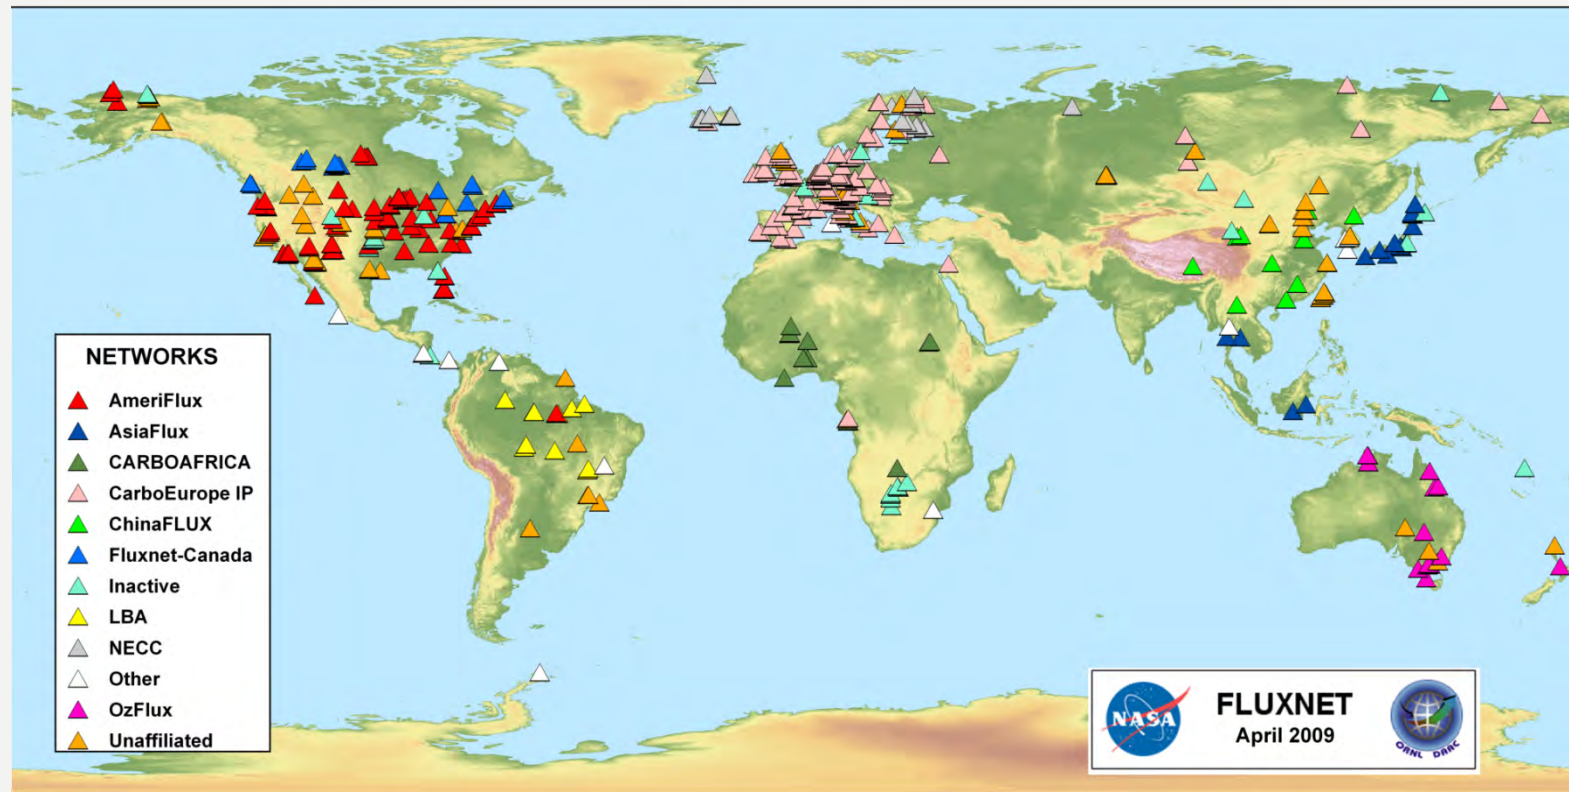 NETWORKS
AmeriFlux
AsiaFlux
CARBOAFRICA
CarboEurope IP
ChinaFLUX
Fluxnet-Canada
Inactive
LBA
NECC
Other
OzFlux
Unaffiliated
NASA
FLUXNET
April 2009
ORNL DAAC